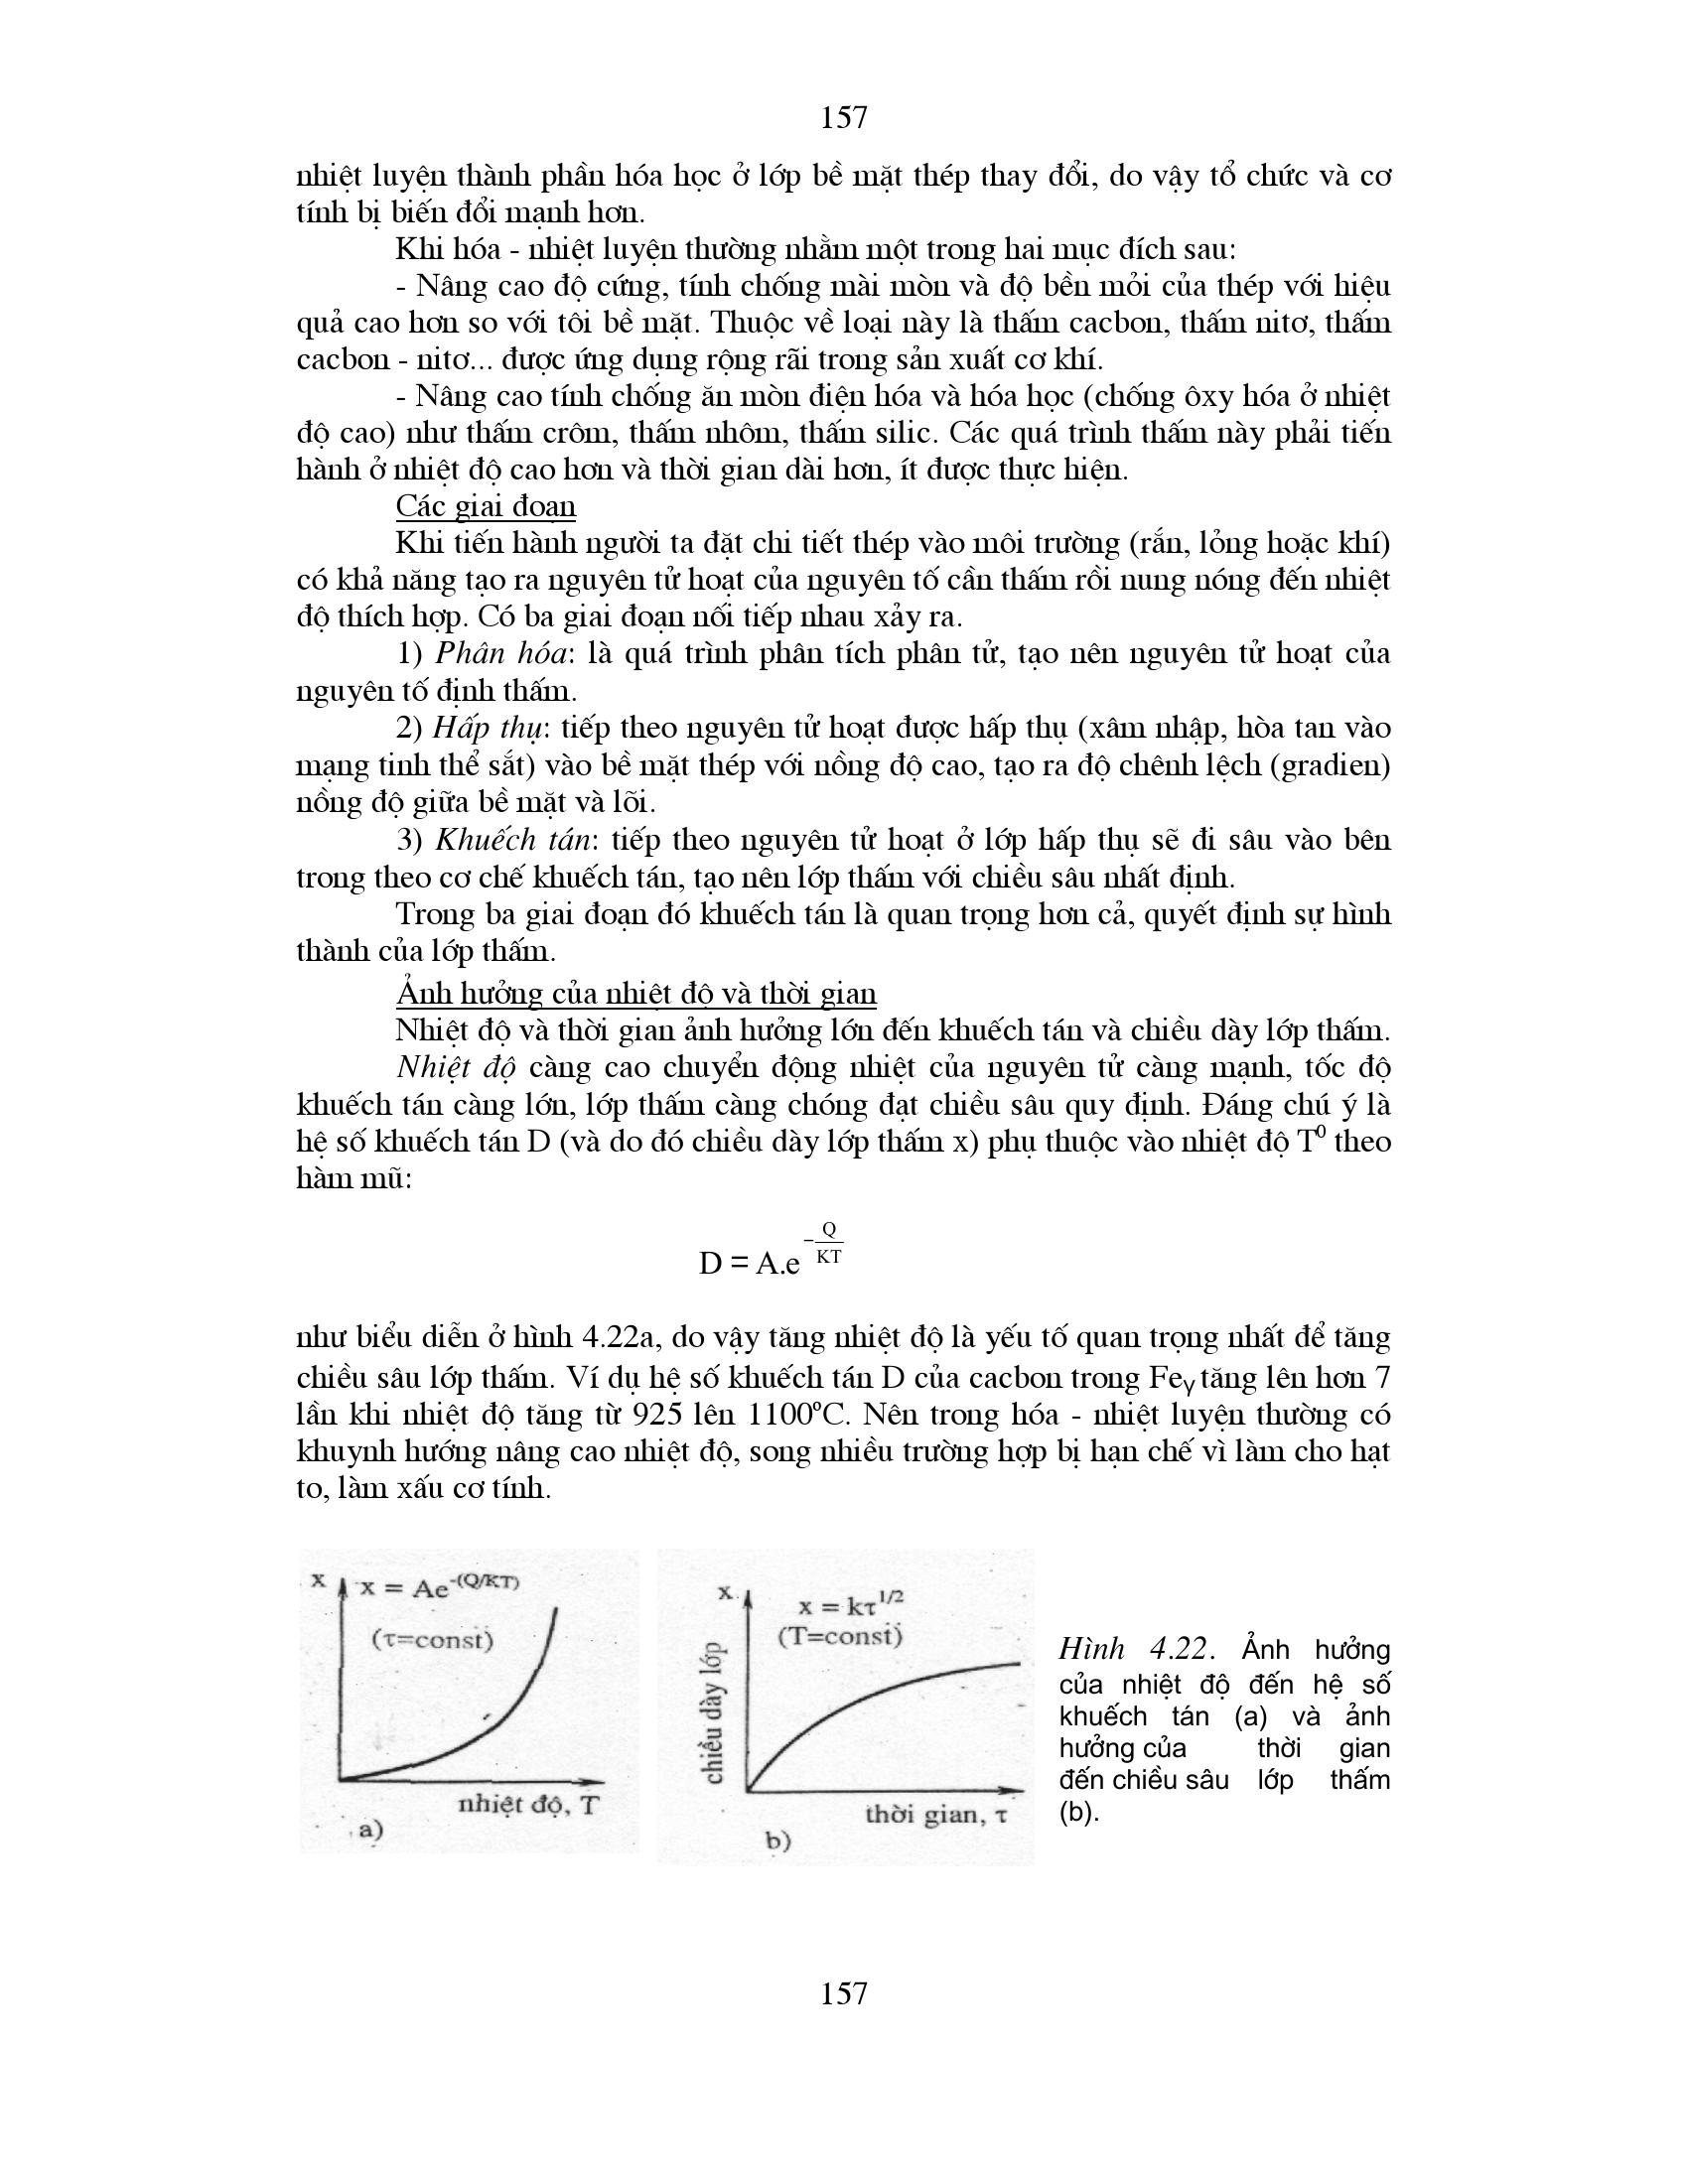 157
nhiệt luyện thành phần hóa học ở lớp bề mặt thép thay đổi, do vậy tổ chức và cơ
tính bị biến đổi mạnh hơn.
Khi hóa - nhiệt luyện thường nhằm một trong hai mục đích sau:
- Nâng cao độ cứng, tính chống mài mòn và độ bền mỏi của thép với hiệu
quả cao hơn so với tôi bề mặt. Thuộc về loại này là thấm cacbon, thấm nitơ, thấm
cacbon - nitơ... được ứng dụng rộng rãi trong sản xuất cơ khí.
- Nâng cao tính chống ăn mòn điện hóa và hóa học (chống ôxy hóa ở nhiệt
độ cao) như thấm crôm, thấm nhôm, thấm silic. Các quá trình thấm này phải tiến
hành ở nhiệt độ cao hơn và thời gian dài hơn, ít được thực hiện.
Các giai đoạn
Khi tiến hành người ta đặt chi tiết thép vào môi trường (rắn, lỏng hoặc khí)
có khả năng tạo ra nguyên tử hoạt của nguyên tố cần thấm rồi nung nóng đến nhiệt
độ thích hợp. Có ba giai đoạn nối tiếp nhau xảy ra.
1) Phân hóa: là quá trình phân tích phân tử, tạo nên nguyên tử hoạt của
nguyên tố định thấm.
2) Hấp thụ: tiếp theo nguyên tử hoạt được hấp thụ (xâm nhập, hòa tan vào
mạng tinh thể sắt) vào bề mặt thép với nồng độ cao, tạo ra độ chênh lệch (gradien)
nồng độ giữa bề mặt và lõi.
3) Khuếch tán: tiếp theo nguyên tử hoạt ở lớp hấp thụ sẽ đi sâu vào bên
trong theo cơ chế khuếch tán, tạo nên lớp thấm với chiều sâu nhất định.
Trong ba giai đoạn đó khuếch tán là quan trọng hơn cả, quyết định sự hình
thành của lớp thấm.
Ảnh hưởng của nhiệt độ và thời gian
Nhiệt độ và thời gian ảnh hưởng lớn đến khuếch tán và chiều dày lớp thấm.
Nhiệt độ càng cao chuyển động nhiệt của nguyên tử càng mạnh, tốc độ
khuếch tán càng lớn, lớp thấm càng chóng đạt chiều sâu quy định. Đáng chú ý là
hệ số khuếch tán D (và do đó chiều dày lớp thấm x) phụ thuộc vào nhiệt độ T⁰ theo
hàm mũ:
D = A.e^(-Q/KT)
như biểu diễn ở hình 4.22a, do vậy tăng nhiệt độ là yếu tố quan trọng nhất để tăng
chiều sâu lớp thấm. Ví dụ hệ số khuếch tán D của cacbon trong Feγ tăng lên hơn 7
lần khi nhiệt độ tăng từ 925 lên 1100ºC. Nên trong hóa - nhiệt luyện thường có
khuynh hướng nâng cao nhiệt độ, song nhiều trường hợp bị hạn chế vì làm cho hạt
to, làm xấu cơ tính.
x
x = Ae^-(Q/KT)
(τ=const)
nhiệt độ, T
a)
x
x = kτ^1/2
(T=const)
chiều dày lớp
thời gian, τ
b)
Hình 4.22. Ảnh hưởng
của nhiệt độ đến hệ số
khuếch tán (a) và ảnh
hưởng của thời gian
đến chiều sâu lớp thấm
(b).
157